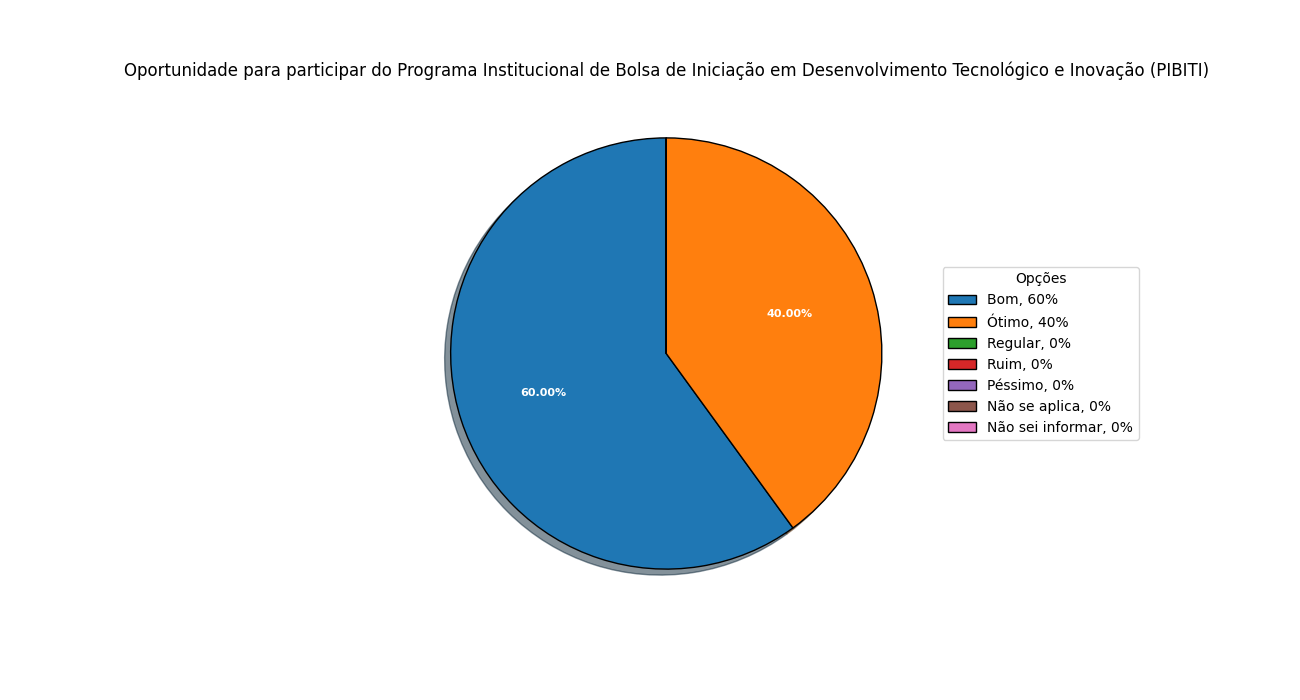 Oportunidade para participar do Programa Institucional de Bolsa de Iniciação em Desenvolvimento Tecnológico e Inovação (PIBITI)
40.00%
60.00%
Opções
Bom, 60%
Ótimo, 40%
Regular, 0%
Ruim, 0%
Péssimo, 0%
Não se aplica, 0%
Não sei informar, 0%